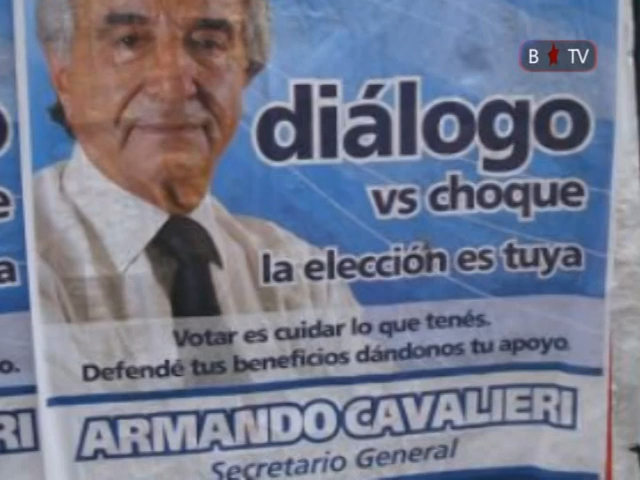 B TV
diálogo
vs choque
la elección es tuya
Votar es cuidar lo que tenés.
Defendé tus beneficios dándonos tu apoyo
ARMANDO CAVALIERI
Secretario General
o
e
a
o.
RI